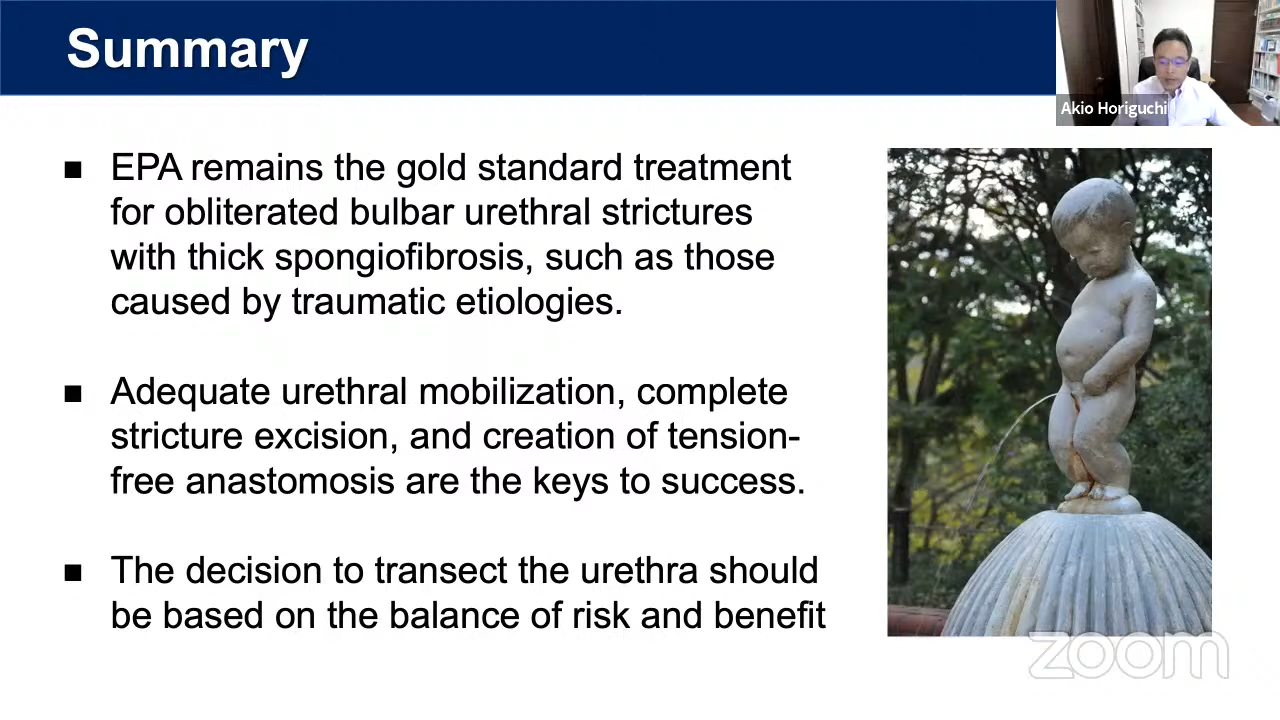 Summary
Akio Horiguchi
■ EPA remains the gold standard treatment
for obliterated bulbar urethral strictures
with thick spongiofibrosis, such as those
caused by traumatic etiologies.
■ Adequate urethral mobilization, complete
stricture excision, and creation of tension-
free anastomosis are the keys to success.
■ The decision to transect the urethra should
be based on the balance of risk and benefit
zoom